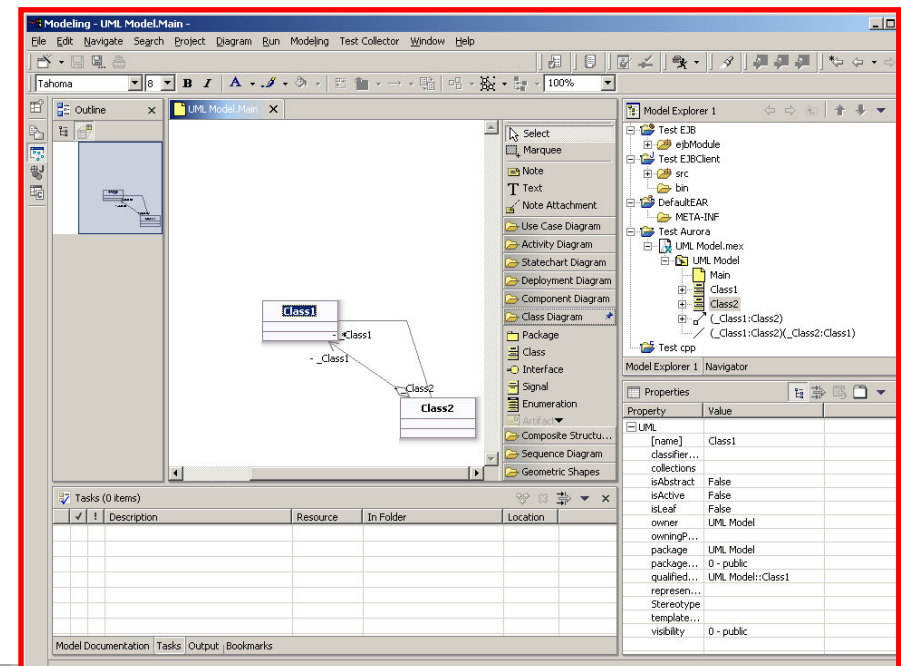 Modeling - UML Model.Main -
File Edit Navigate Search Project Diagram Run Modeling Test Collector Window Help
Tahoma 8 B I A 100%
Outline
UML Model.Main
Class1
- _Class1
- _Class1
_Class2
Class2
Select
Marquee
Note
Text
Note Attachment
Use Case Diagram
Activity Diagram
Statechart Diagram
Deployment Diagram
Component Diagram
Class Diagram
Package
Class
Interface
Signal
Enumeration
Artifact
Composite Structu...
Sequence Diagram
Geometric Shapes
Model Explorer 1
Test EJB
ejbModule
Test EJBClient
src
bin
DefaultEAR
META-INF
Test Aurora
UML Model.mex
UML Model
Main
Class1
Class2
(_Class1:Class2)
(_Class1:Class2)(_Class2:Class1)
Test cpp
Model Explorer 1 Navigator
Properties
Property Value
UML
[name] Class1
classifier...
collections
isAbstract False
isActive False
isLeaf False
owner UML Model
owningP...
package UML Model
package... 0 - public
qualified... UML Model::Class1
represen...
Stereotype
template...
visibility 0 - public
Tasks (0 items)
✓ ! Description Resource In Folder Location
Model Documentation Tasks Output Bookmarks